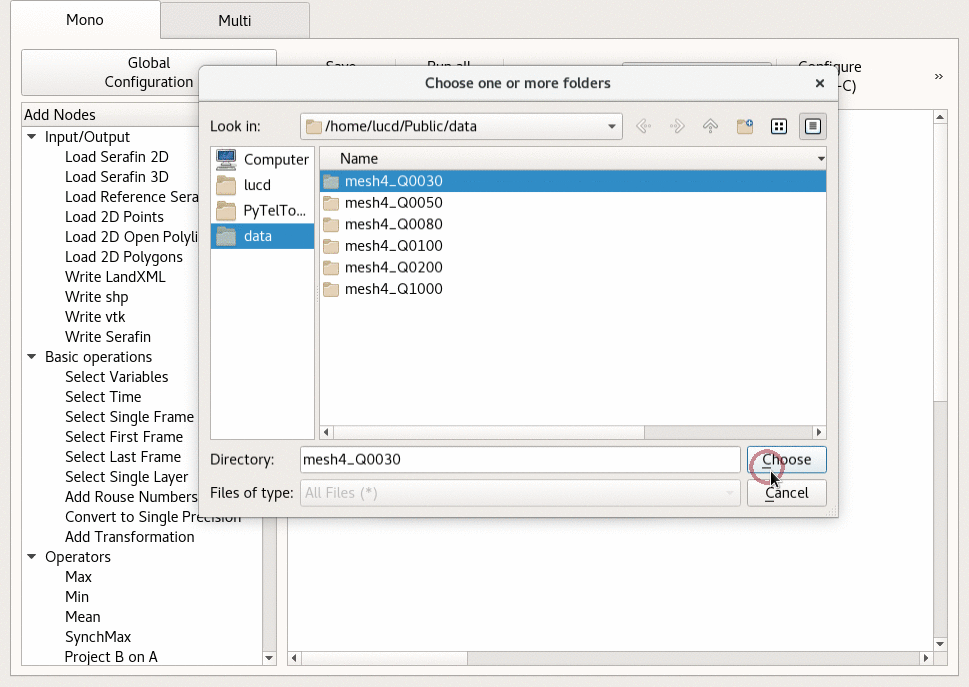 Mono
Multi
Global
Configuration
Save
Run all
Configure
-C)
»
Choose one or more folders
Look in:
/home/lucd/Public/data
Computer
lucd
PyTelTo...
data
Name
mesh4_Q0030
mesh4_Q0050
mesh4_Q0080
mesh4_Q0100
mesh4_Q0200
mesh4_Q1000
Directory:
mesh4_Q0030
Choose
Files of type:
All Files (*)
Cancel
Add Nodes
Input/Output
Load Serafin 2D
Load Serafin 3D
Load Reference Sera
Load 2D Points
Load 2D Open Polyli
Load 2D Polygons
Write LandXML
Write shp
Write vtk
Write Serafin
Basic operations
Select Variables
Select Time
Select Single Frame
Select First Frame
Select Last Frame
Select Single Layer
Add Rouse Numbers
Convert to Single Precision
Add Transformation
Operators
Max
Min
Mean
SynchMax
Project B on A